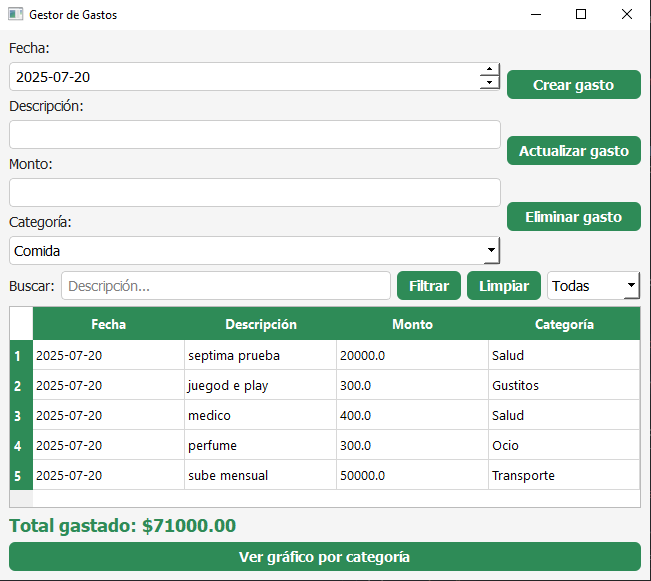 Gestor de Gastos
Fecha:
2025-07-20
Crear gasto
Descripción:
Actualizar gasto
Monto:
Eliminar gasto
Categoría:
Comida
Buscar: Descripción... Filtrar Limpiar Todas
Fecha Descripción Monto Categoría
1 2025-07-20 septima prueba 20000.0 Salud
2 2025-07-20 juegod e play 300.0 Gustitos
3 2025-07-20 medico 400.0 Salud
4 2025-07-20 perfume 300.0 Ocio
5 2025-07-20 sube mensual 50000.0 Transporte
Total gastado: $71000.00
Ver gráfico por categoría